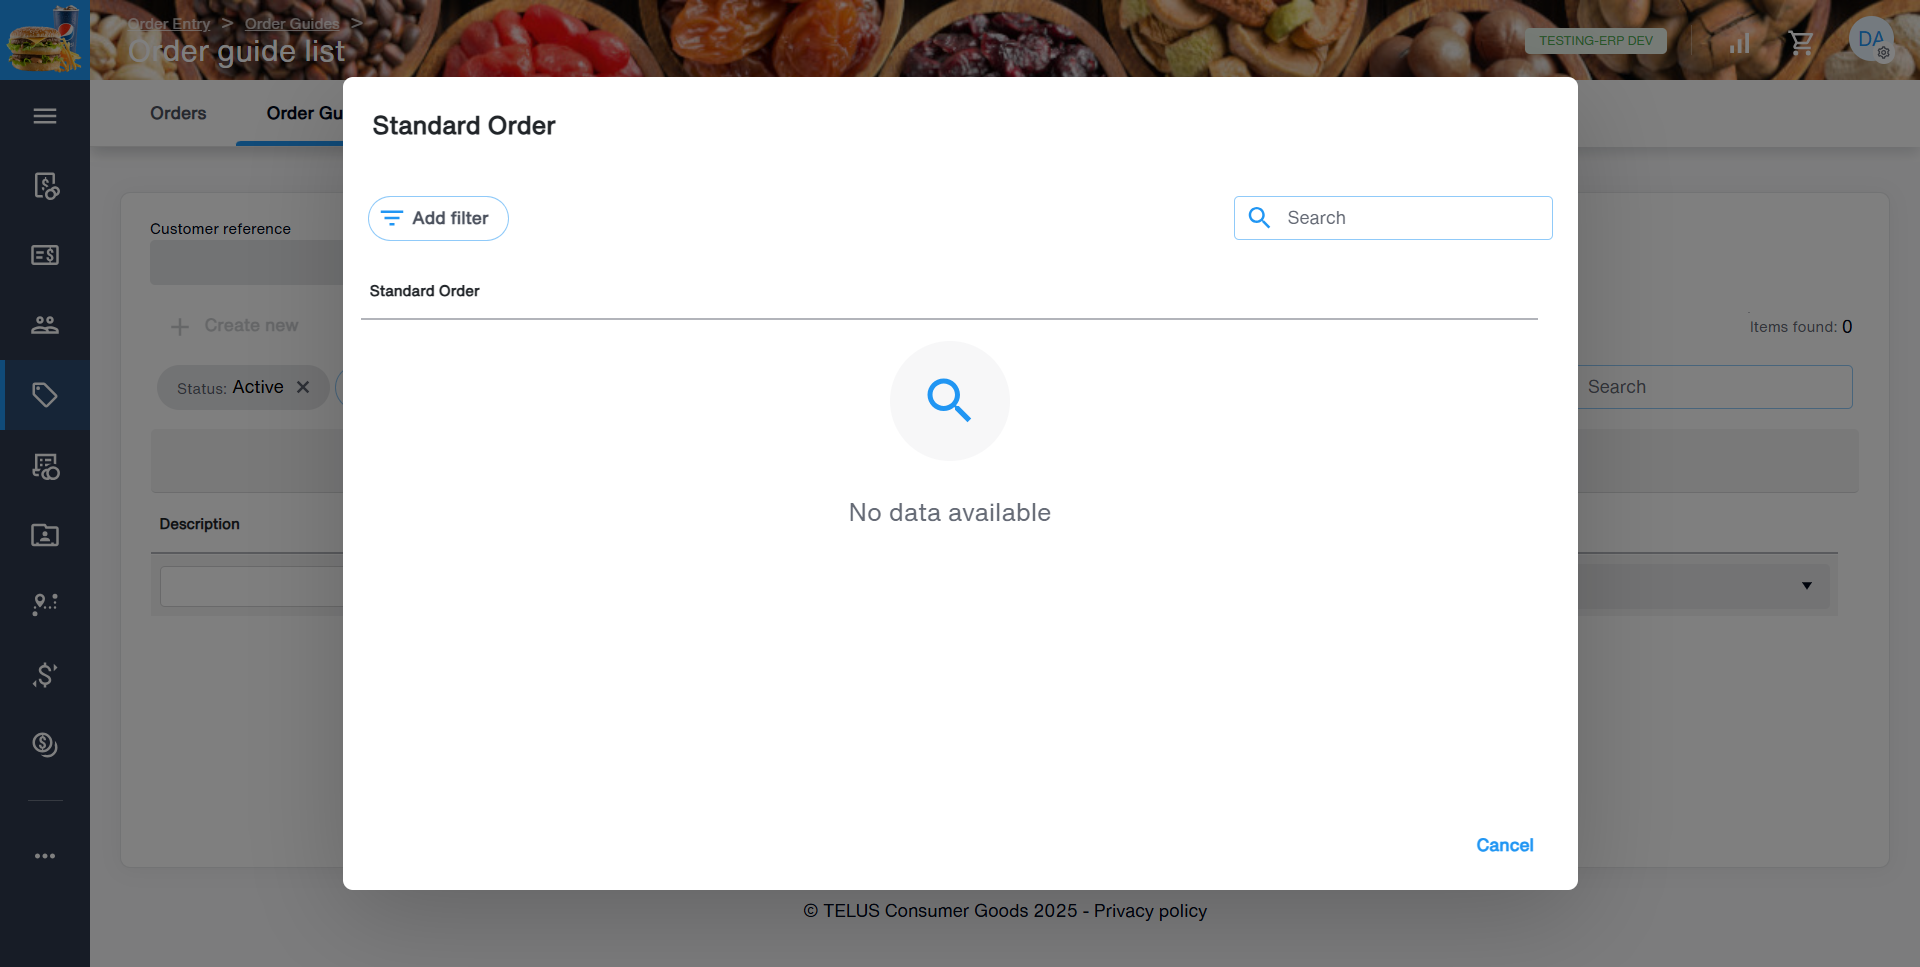 Order Entry > Order Guides >
Order guide list
TESTING-ERP DEV
DA
Orders
Order Gu
Standard Order
Customer reference
Add filter
Search
Standard Order
Create new
Items found: 0
Status: Active
Search
No data available
Description
Cancel
© TELUS Consumer Goods 2025 - Privacy policy